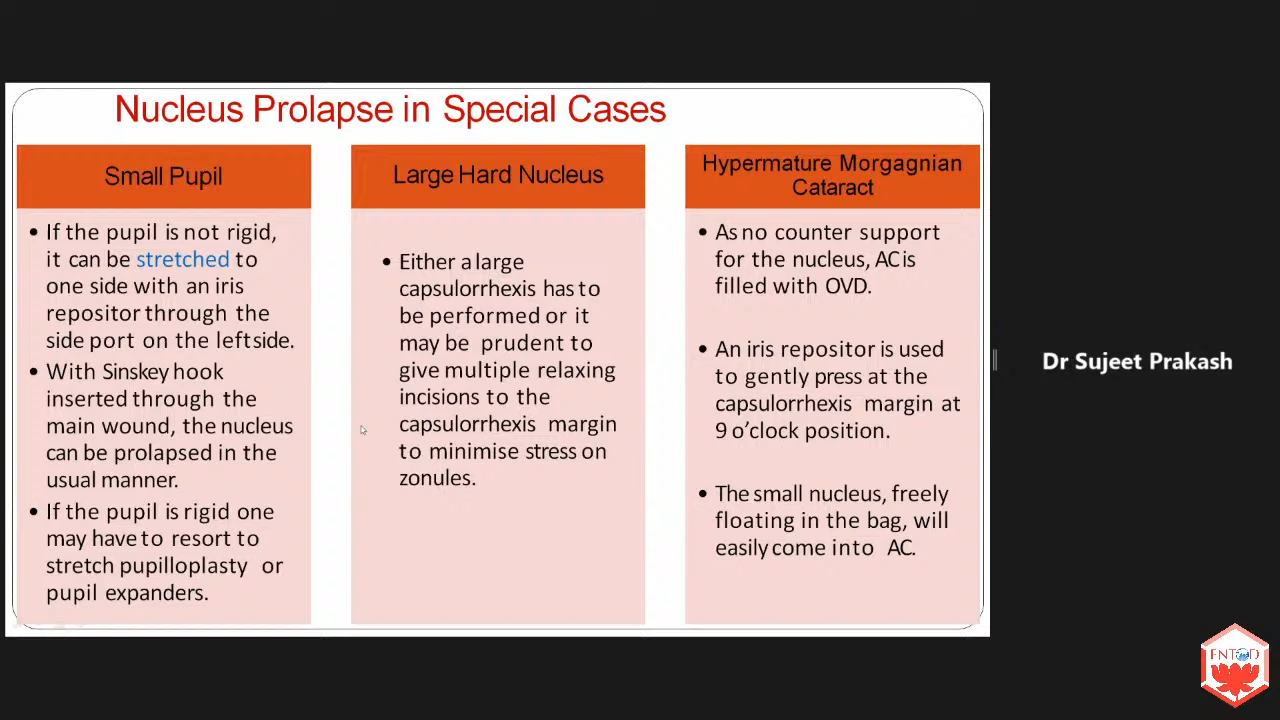 Nucleus Prolapse in Special Cases
Small Pupil
• If the pupil is not rigid,
it can be stretched to
one side with an iris
repositor through the
side port on the left side.
• With Sinskey hook
inserted through the
main wound, the nucleus
can be prolapsed in the
usual manner.
• If the pupil is rigid one
may have to resort to
stretch pupilloplasty or
pupil expanders.
Large Hard Nucleus
• Either a large
capsulorrhexis has to
be performed or it
may be prudent to
give multiple relaxing
incisions to the
capsulorrhexis margin
to minimise stress on
zonules.
Hypermature Morgagnian
Cataract
• As no counter support
for the nucleus, AC is
filled with OVD.
• An iris repositor is used
to gently press at the
capsulorrhexis margin at
9 o’clock position.
• The small nucleus, freely
floating in the bag, will
easily come into AC.
Dr Sujeet Prakash
ENTOD